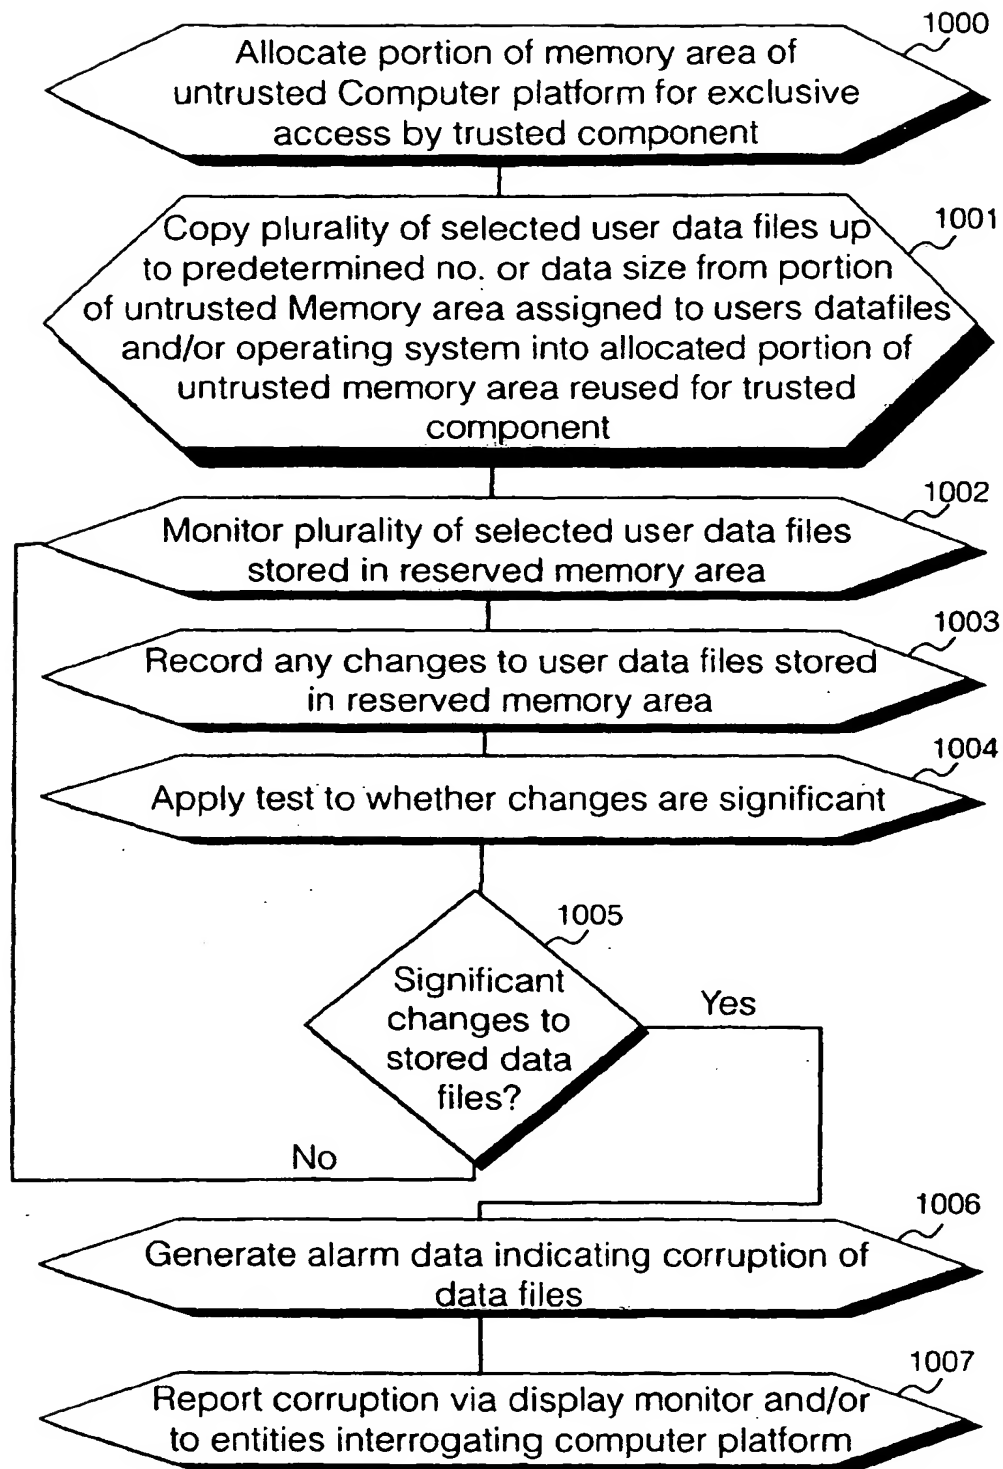 1000
Allocate portion of memory area of
untrusted Computer platform for exclusive
access by trusted component
1001
Copy plurality of selected user data files up
to predetermined no. or data size from portion
of untrusted Memory area assigned to users datafiles
and/or operating system into allocated portion of
untrusted memory area reused for trusted
component
1002
Monitor plurality of selected user data files
stored in reserved memory area
1003
Record any changes to user data files stored
in reserved memory area
1004
Apply test to whether changes are significant
1005
Significant
changes to
stored data
files?
Yes
No
1006
Generate alarm data indicating corruption of
data files
1007
Report corruption via display monitor and/or
to entities interrogating computer platform